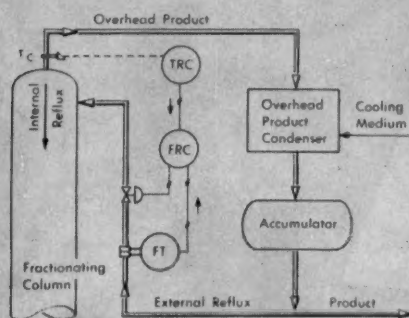 Overhead Product
TC
TRC
Internal
Reflux
FRC
Overhead
Product
Condenser
Cooling
Medium
Accumulator
FT
Fractionating
Column
External Reflux
Product